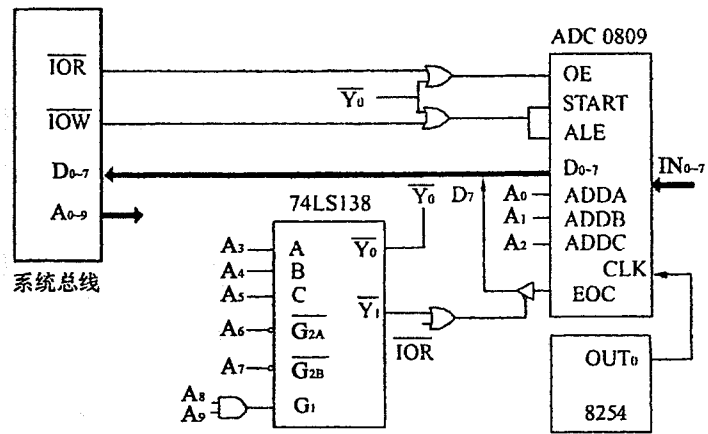 ADC 0809
IOR
OE
Y0
START
IOW
ALE
D0-7
D0-7
IN0-7
74LS138
Y0
D7
A0
ADDA
A0-9
A1
ADDB
A3
A
Y0
A2
ADDC
A4
B
CLK
系统总线
A5
C
Y1
EOC
A6
G2A
IOR
A7
G2B
OUT0
A8
A9
G1
8254